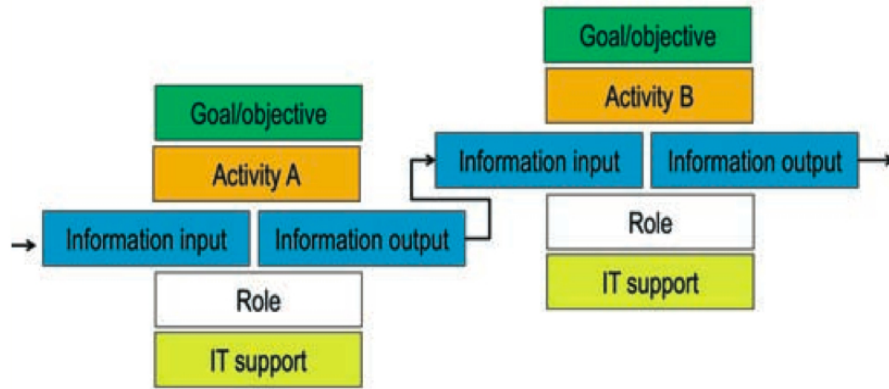 Goal/objective
Activity A
Information input
Information output
Role
IT support
Goal/objective
Activity B
Information input
Information output
Role
IT support